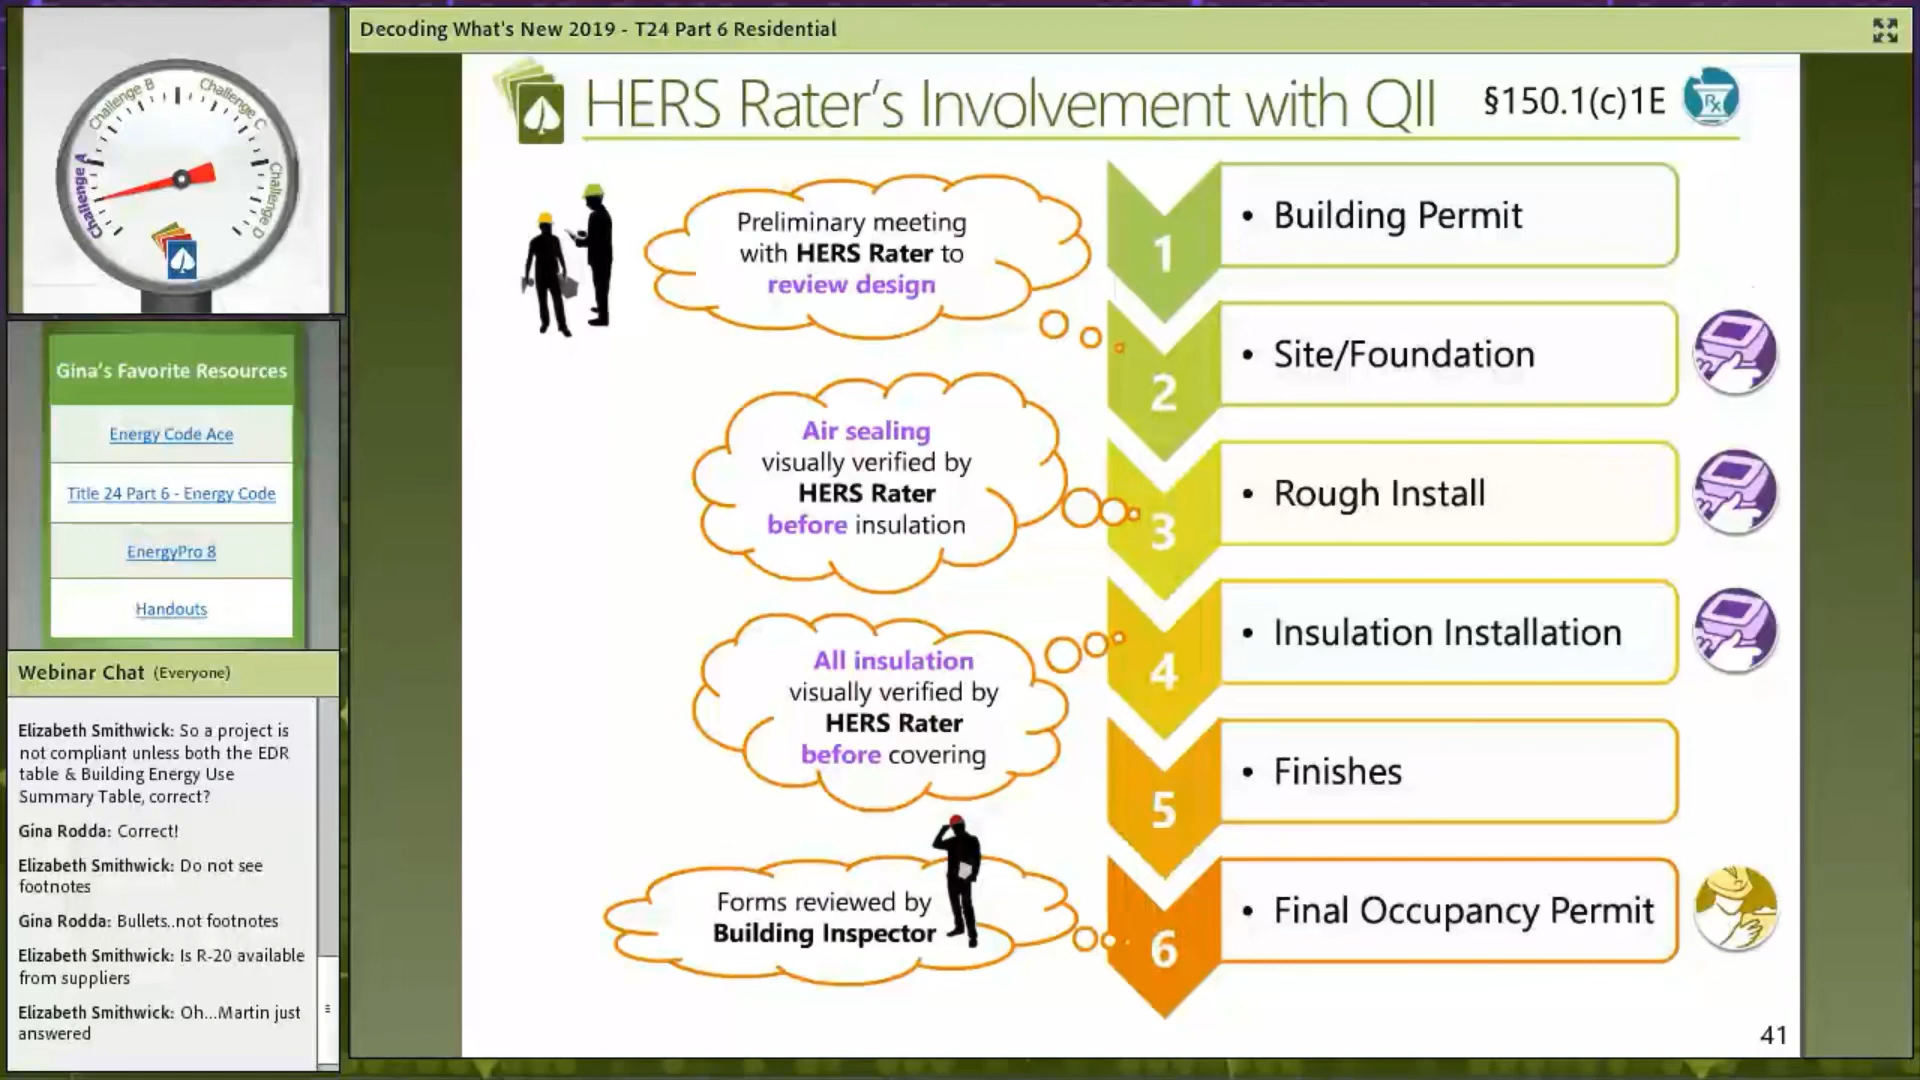 Decoding What's New 2019 - T24 Part 6 Residential
Challenge A
Challenge B
Challenge C
Challenge D
Gina's Favorite Resources
Energy Code Ace
Title 24 Part 6 - Energy Code
EnergyPro 8
Handouts
Webinar Chat (Everyone)
Elizabeth Smithwick: So a project is
not compliant unless both the EDR
table & Building Energy Use
Summary Table, correct?
Gina Rodda: Correct!
Elizabeth Smithwick: Do not see
footnotes
Gina Rodda: Bullets..not footnotes
Elizabeth Smithwick: Is R-20 available
from suppliers
Elizabeth Smithwick: Oh...Martin just
answered
HERS Rater's Involvement with QII
§150.1(c)1E
Rx
Preliminary meeting
with HERS Rater to
review design
Air sealing
visually verified by
HERS Rater
before insulation
All insulation
visually verified by
HERS Rater
before covering
Forms reviewed by
Building Inspector
1
• Building Permit
2
• Site/Foundation
3
• Rough Install
4
• Insulation Installation
5
• Finishes
6
• Final Occupancy Permit
41